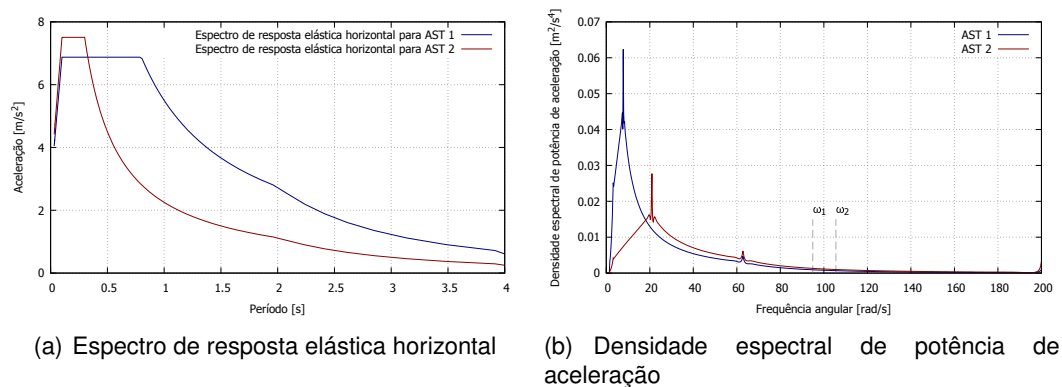 8
6
4
2
0
0
0.5
1
1.5
2
2.5
3
3.5
4
Aceleração [m/s²]
Período [s]
Espectro de resposta elástica horizontal para AST 1
Espectro de resposta elástica horizontal para AST 2
(a) Espectro de resposta elástica horizontal
0.07
0.06
0.05
0.04
0.03
0.02
0.01
0
0
20
40
60
80
100
120
140
160
180
200
Densidade espectral de potência de aceleração [m²/s⁴]
Frequência angular [rad/s]
AST 1
AST 2
ω₁
ω₂
(b) Densidade espectral de potência de
aceleração